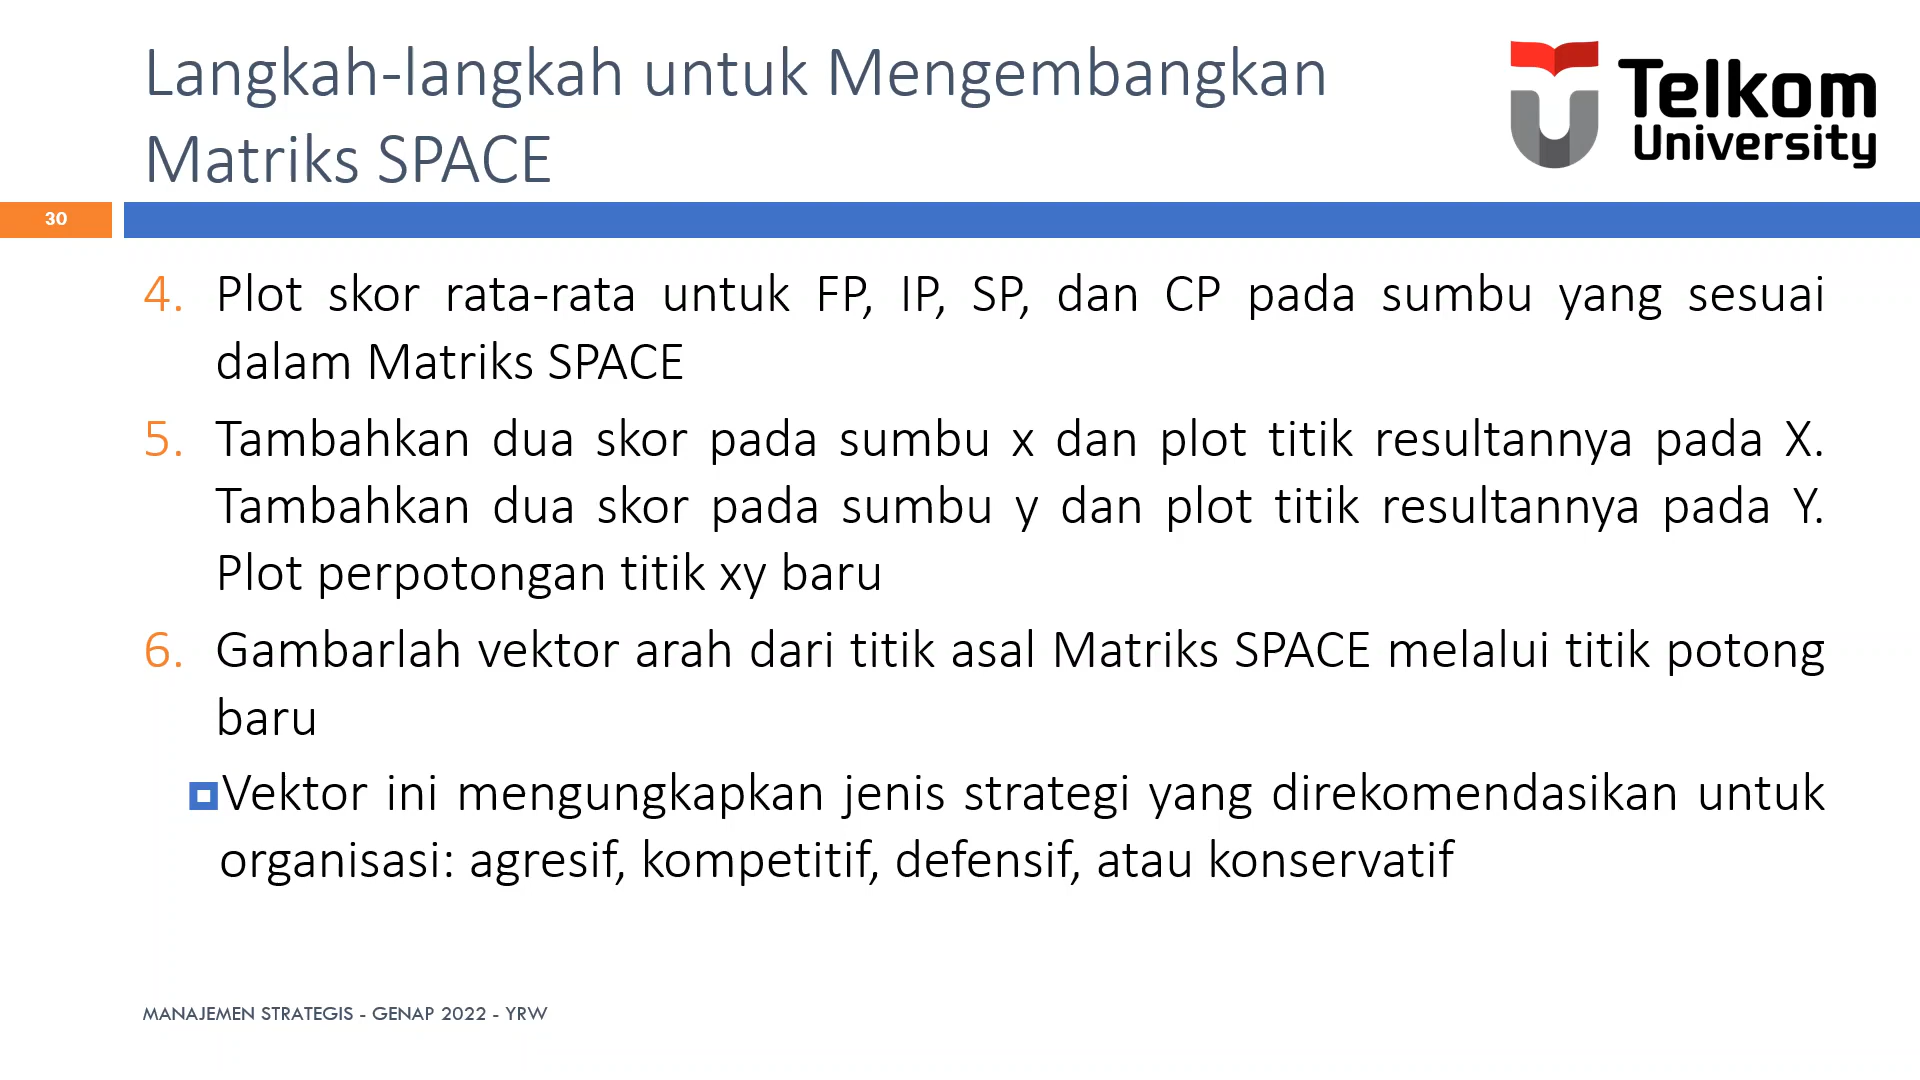 Langkah-langkah untuk Mengembangkan
Matriks SPACE
Telkom
University
30
4. Plot skor rata-rata untuk FP, IP, SP, dan CP pada sumbu yang sesuai
dalam Matriks SPACE
5. Tambahkan dua skor pada sumbu x dan plot titik resultannya pada X.
Tambahkan dua skor pada sumbu y dan plot titik resultannya pada Y.
Plot perpotongan titik xy baru
6. Gambarlah vektor arah dari titik asal Matriks SPACE melalui titik potong
baru
Vektor ini mengungkapkan jenis strategi yang direkomendasikan untuk
organisasi: agresif, kompetitif, defensif, atau konservatif
MANAJEMEN STRATEGIS - GENAP 2022 - YRW